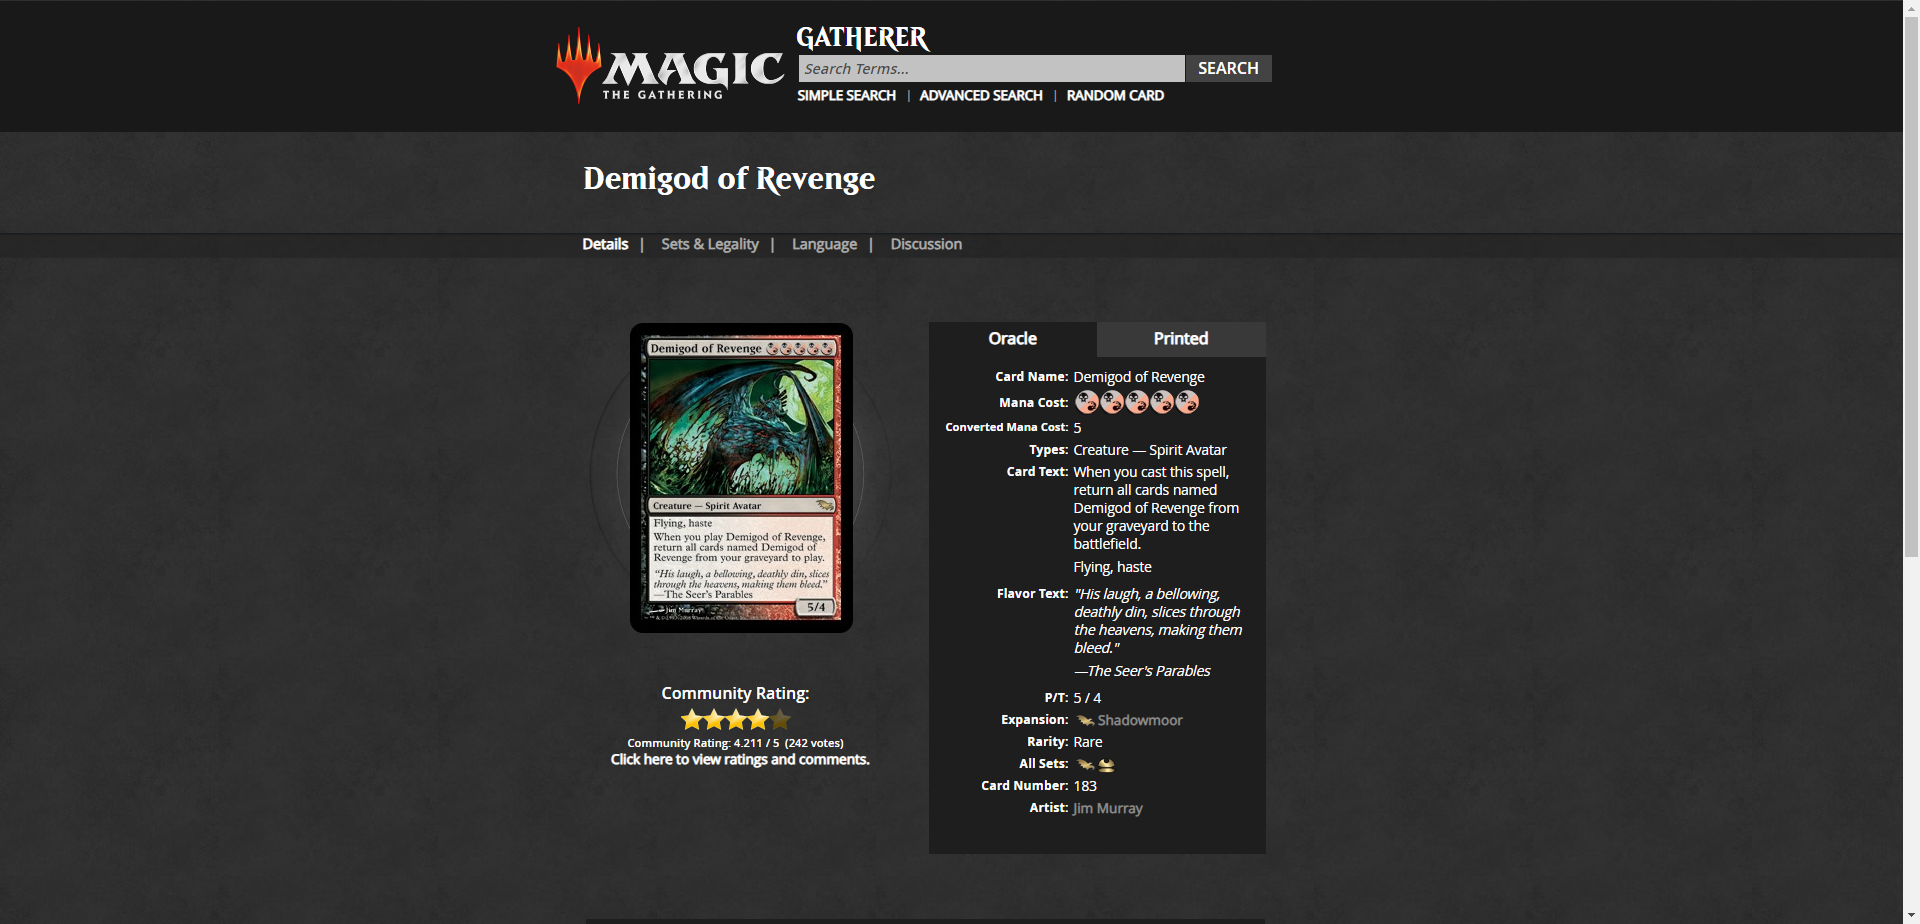 MAGIC
THE GATHERING
GATHERER
Search Terms...
SEARCH
SIMPLE SEARCH | ADVANCED SEARCH | RANDOM CARD
Demigod of Revenge
Details | Sets & Legality | Language | Discussion
Demigod of Revenge
Creature — Spirit Avatar
Flying, haste
When you play Demigod of Revenge,
return all cards named Demigod of
Revenge from your graveyard to play.
"His laugh, a bellowing, deathly din, slices
through the heavens, making them bleed."
—The Seer's Parables
5/4
Jim Murray
Community Rating:
Community Rating: 4.211 / 5 (242 votes)
Click here to view ratings and comments.
Oracle Printed
Card Name: Demigod of Revenge
Mana Cost:
Converted Mana Cost: 5
Types: Creature — Spirit Avatar
Card Text: When you cast this spell,
return all cards named
Demigod of Revenge from
your graveyard to the
battlefield.
Flying, haste
Flavor Text: "His laugh, a bellowing,
deathly din, slices through
the heavens, making them
bleed."
—The Seer's Parables
P/T: 5 / 4
Expansion: Shadowmoor
Rarity: Rare
All Sets:
Card Number: 183
Artist: Jim Murray